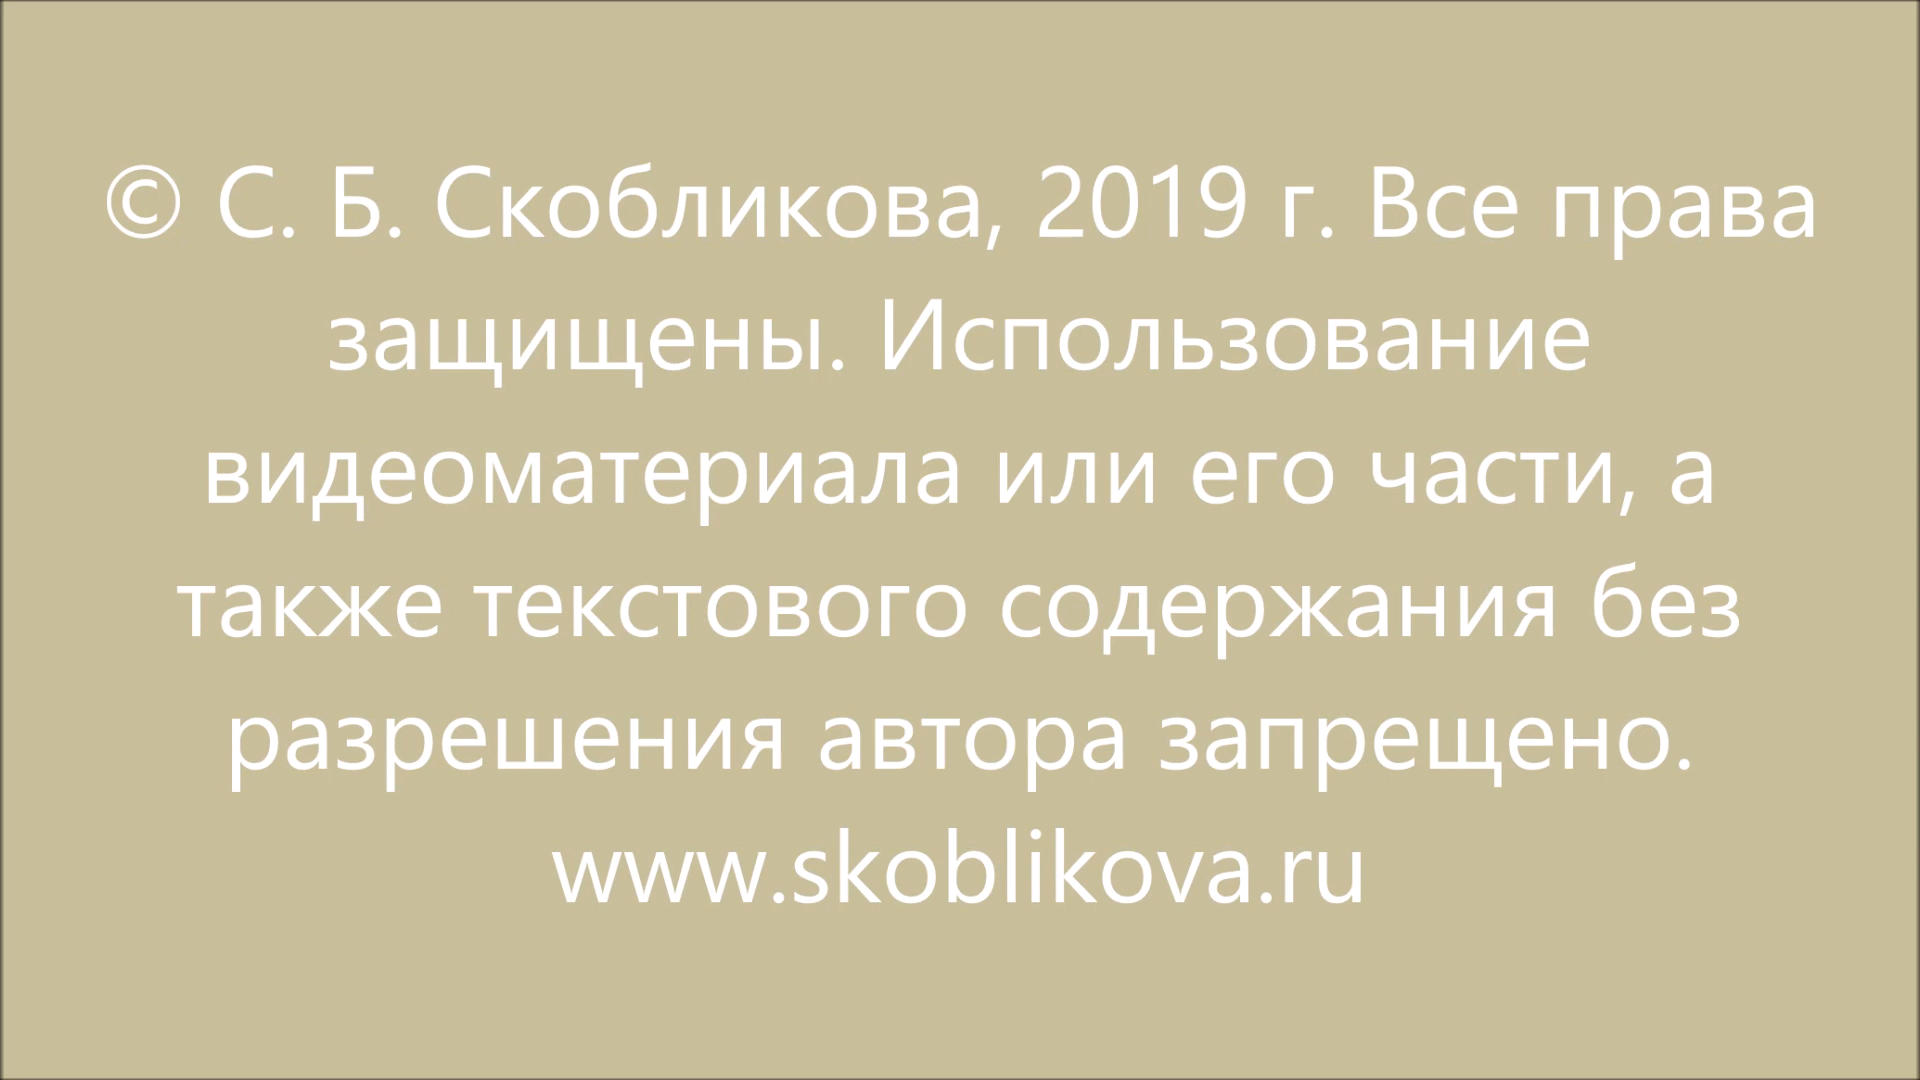 © С. Б. Скобликова, 2019 г. Все права
защищены. Использование
видеоматериала или его части, а
также текстового содержания без
разрешения автора запрещено.
www.skoblikova.ru